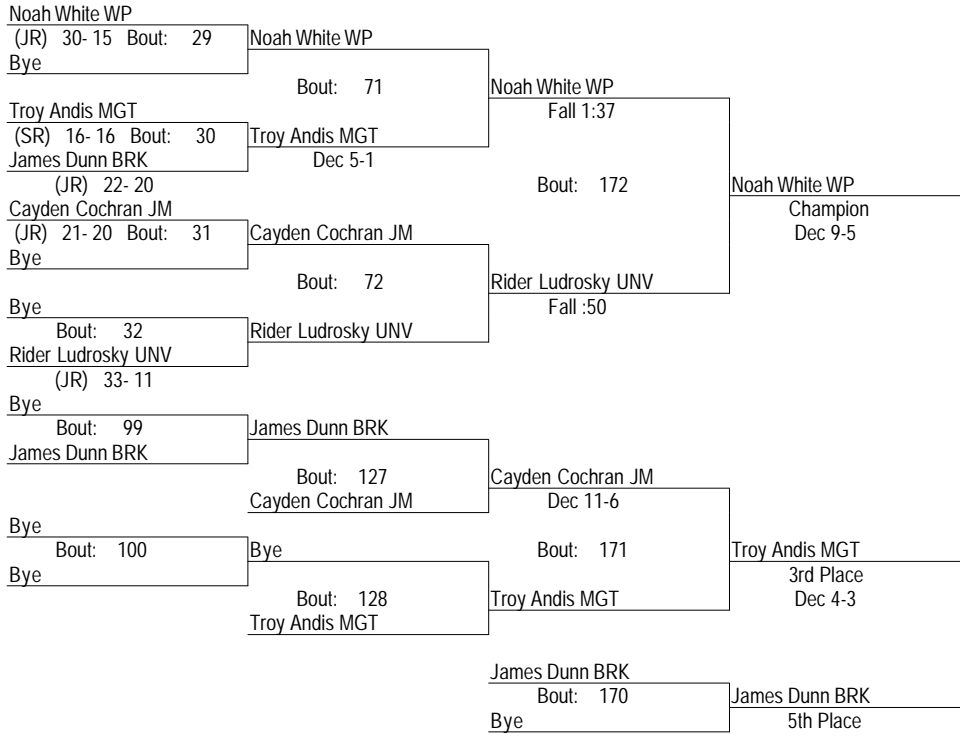 Noah White WP
(JR) 30- 15 Bout: 29 Noah White WP
Bye
Bout: 71 Noah White WP
Troy Andis MGT Fall 1:37
(SR) 16- 16 Bout: 30 Troy Andis MGT
James Dunn BRK Dec 5-1
(JR) 22- 20 Bout: 172 Noah White WP
Cayden Cochran JM Champion
(JR) 21- 20 Bout: 31 Cayden Cochran JM Dec 9-5
Bye
Bout: 72 Rider Ludrosky UNV
Bye Fall :50
Bout: 32 Rider Ludrosky UNV
Rider Ludrosky UNV
(JR) 33- 11
Bye
Bout: 99 James Dunn BRK
James Dunn BRK
Bout: 127 Cayden Cochran JM
Cayden Cochran JM Dec 11-6
Bye
Bout: 100 Bye Bout: 171 Troy Andis MGT
Bye 3rd Place
Bout: 128 Troy Andis MGT Dec 4-3
Troy Andis MGT
James Dunn BRK
Bout: 170 James Dunn BRK
Bye 5th Place